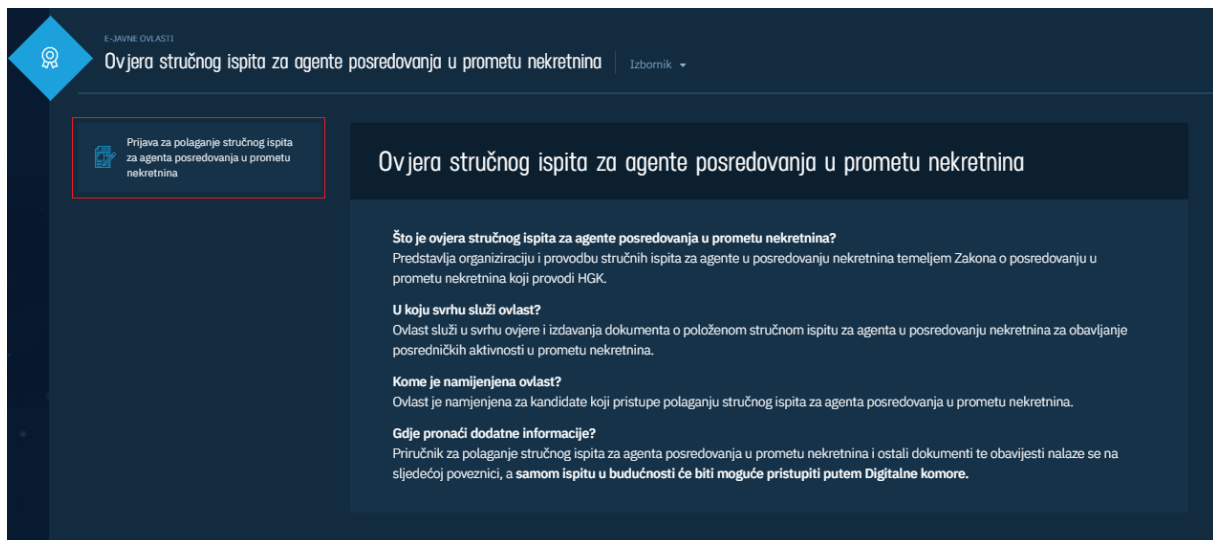 E-JAVNE OVLASTI
Ovjera stručnog ispita za agente posredovanja u prometu nekretnina
Izbornik
Prijava za polaganje stručnog ispita
za agenta posredovanja u prometu
nekretnina
Ovjera stručnog ispita za agente posredovanja u prometu nekretnina
Što je ovjera stručnog ispita za agente posredovanja u prometu nekretnina?
Predstavlja organiziraciju i provodbu stručnih ispita za agente u posredovanju nekretnina temeljem Zakona o posredovanju u
prometu nekretnina koji provodi HGK.
U koju svrhu služi ovlast?
Ovlast služi u svrhu ovjere i izdavanja dokumenta o položenom stručnom ispitu za agenta u posredovanju nekretnina za obavljanje
posredničkih aktivnosti u prometu nekretnina.
Kome je namijenjena ovlast?
Ovlast je namjenjena za kandidate koji pristupe polaganju stručnog ispita za agenta posredovanja u prometu nekretnina.
Gdje pronaći dodatne informacije?
Priručnik za polaganje stručnog ispita za agenta posredovanja u prometu nekretnina i ostali dokumenti te obavijesti nalaze se na
sljedećoj poveznici, a samom ispitu u budućnosti će biti moguće pristupiti putem Digitalne komore.